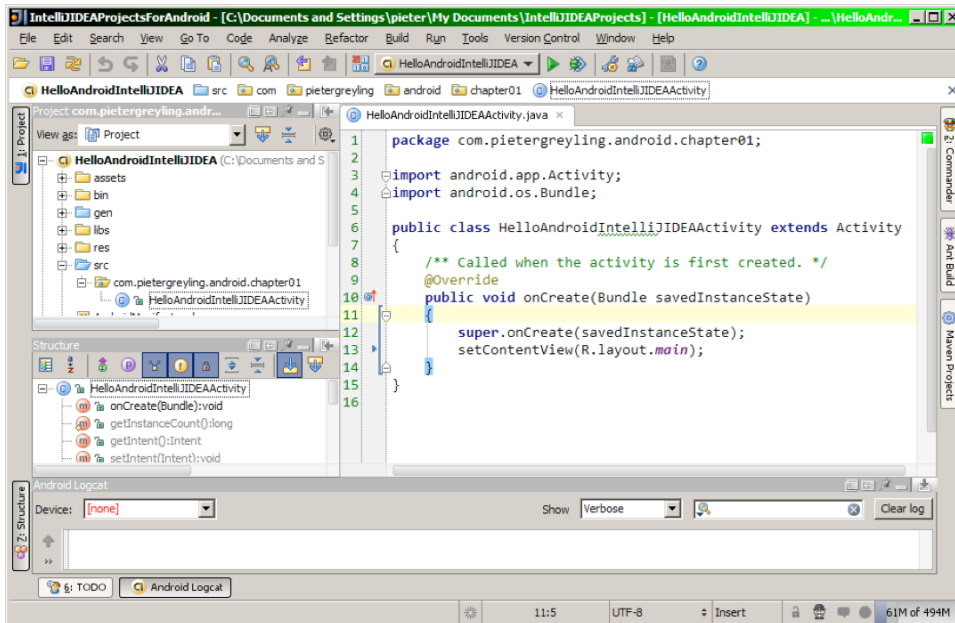 IntelliJIDEAProjectsForAndroid - [C:\Documents and Settings\pieter\My Documents\IntelliJIDEAProjects] - [HelloAndroidIntelliJIDEA] - ...\HelloAndr...
File Edit Search View Go To Code Analyze Refactor Build Run Tools Version Control Window Help
HelloAndroidIntelliJIDEA
HelloAndroidIntelliJIDEA src com pietergreyling android chapter01 HelloAndroidIntelliJIDEAActivity
1: Project
Project com.pietergreyling.andr...
View as: Project
HelloAndroidIntelliJIDEA (C:\Documents and S
assets
bin
gen
libs
res
src
com.pietergreyling.android.chapter01
HelloAndroidIntelliJIDEAActivity
Structure
HelloAndroidIntelliJIDEAActivity
onCreate(Bundle):void
getInstanceCount():long
getIntent():Intent
setIntent(Intent):void
HelloAndroidIntelliJIDEAActivity.java
1 package com.pietergreyling.android.chapter01;
2
3 import android.app.Activity;
4 import android.os.Bundle;
5
6 public class HelloAndroidIntelliJIDEAActivity extends Activity
7 {
8 /** Called when the activity is first created. */
9 @Override
10 public void onCreate(Bundle savedInstanceState)
11 {
12 super.onCreate(savedInstanceState);
13 setContentView(R.layout.main);
14 }
15 }
16
2: Commander
Ant Build
Maven Projects
Z: Structure
Android Logcat
Device: [none] Show Verbose Clear log
6: TODO Android Logcat
11:5 UTF-8 Insert 61M of 494M